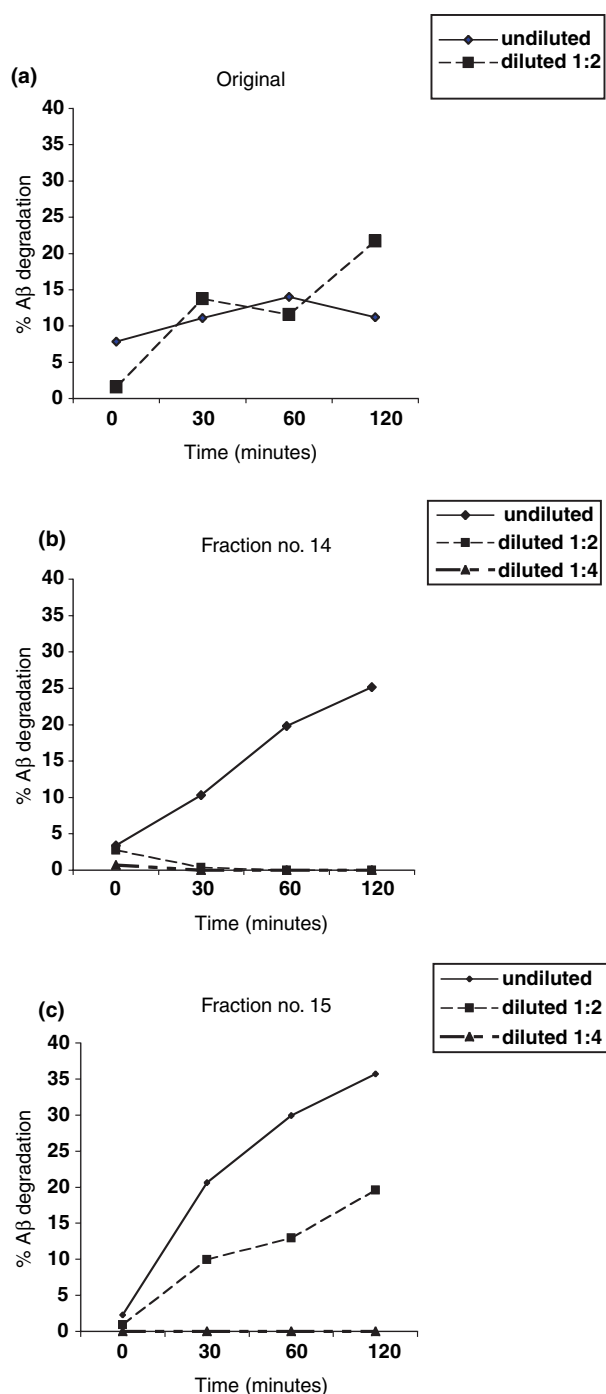 undiluted
diluted 1:2
(a)
Original
40
35
30
25
20
15
10
5
0
% Aβ degradation
0 30 60 120
Time (minutes)
undiluted
diluted 1:2
diluted 1:4
(b)
Fraction no. 14
40
35
30
25
20
15
10
5
0
% Aβ degradation
0 30 60 120
Time (minutes)
undiluted
diluted 1:2
diluted 1:4
(c)
Fraction no. 15
40
35
30
25
20
15
10
5
0
% Aβ degradation
0 30 60 120
Time (minutes)